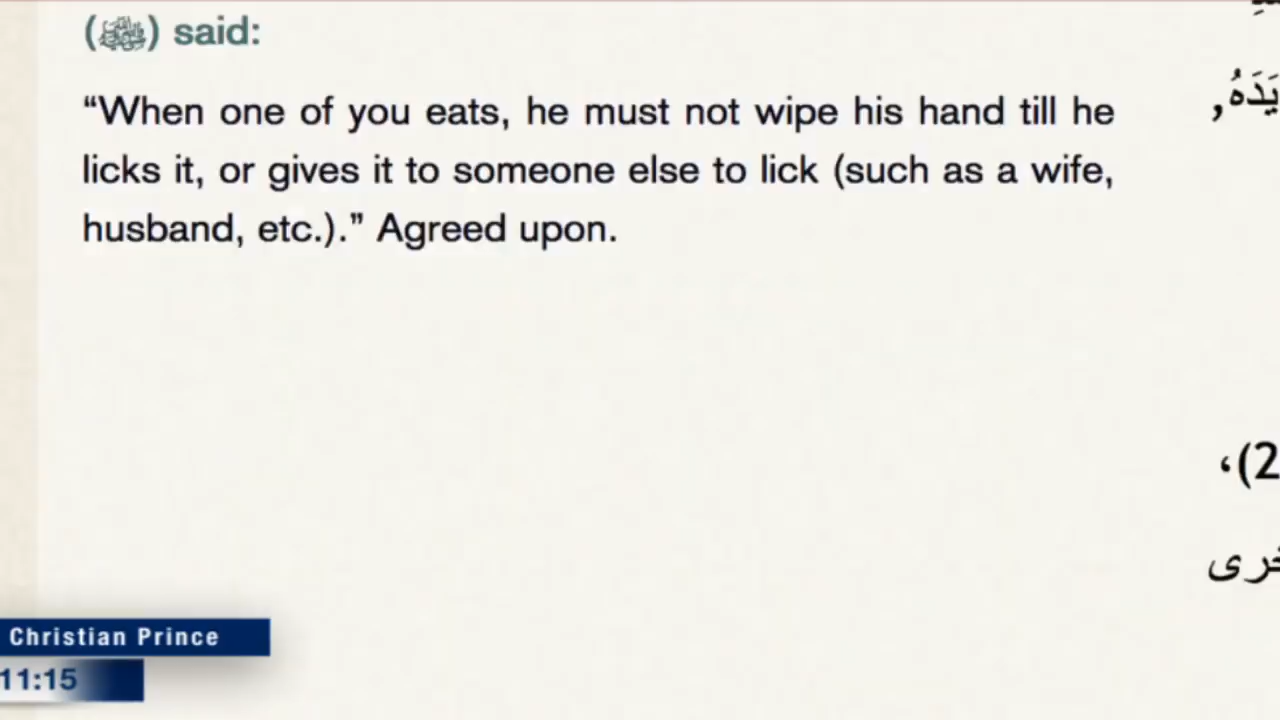 (ﷺ) said:
“When one of you eats, he must not wipe his hand till he
licks it, or gives it to someone else to lick (such as a wife,
husband, etc.).” Agreed upon.
يَدَهُ,
2)،
Christian Prince
11:15